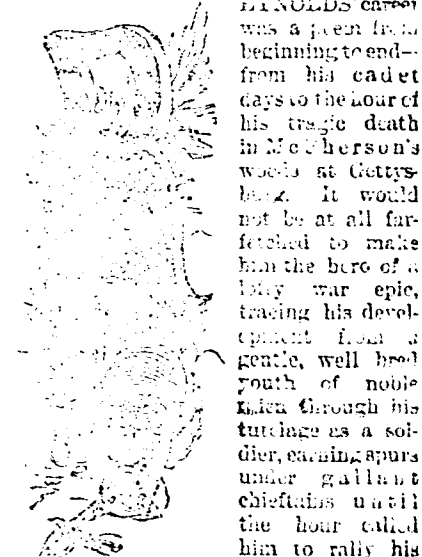 EYNOLDS career
was a poem from
beginning to end—
from his cadet
days to the hour of
his tragic death
in McPherson's
woods at Gettys-
burg. It would
not be at all far-
fetched to make
him the hero of a
lofty war epic,
tracing his devel-
opment from a
gentle, well bred
youth of noble
mien through his
tutelage as a sol-
dier, earning spurs
under gallant
chieftains until
the hour called
him to rally his